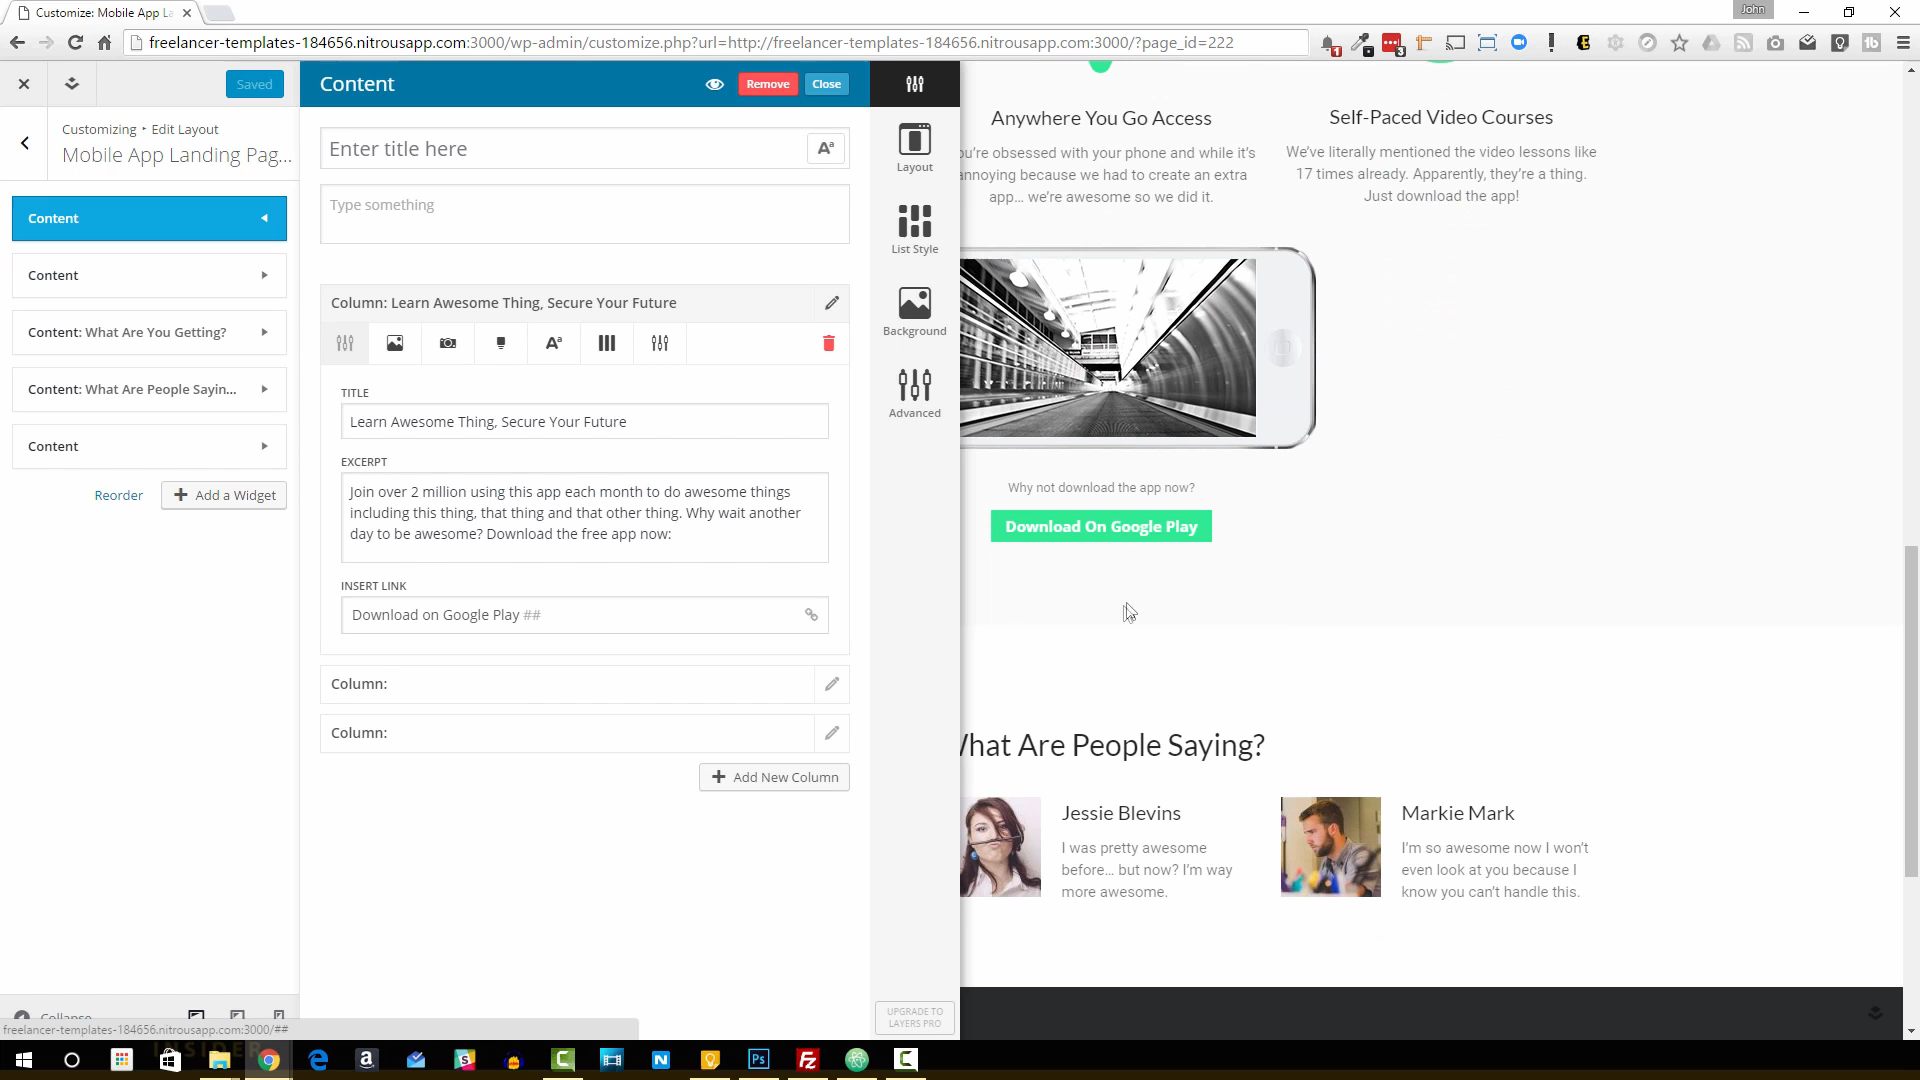 Customize: Mobile App La
John
freelancer-templates-184656.nitrousapp.com:3000/wp-admin/customize.php?url=http://freelancer-templates-184656.nitrousapp.com:3000/?page_id=222
Saved
Content
Remove
Close
Customizing ‣ Edit Layout
Mobile App Landing Pag...
Content
Content
Content: What Are You Getting?
Content: What Are People Sayin...
Content
Reorder
Add a Widget
Collapse
freelancer-templates-184656.nitrousapp.com:3000/##
Enter title here
Type something
Column: Learn Awesome Thing, Secure Your Future
TITLE
Learn Awesome Thing, Secure Your Future
EXCERPT
Join over 2 million using this app each month to do awesome things
including this thing, that thing and that other thing. Why wait another
day to be awesome? Download the free app now:
INSERT LINK
Download on Google Play ##
Column:
Column:
Add New Column
Layout
List Style
Background
Advanced
UPGRADE TO
LAYERS PRO
Anywhere You Go Access
ou're obsessed with your phone and while it's
annoying because we had to create an extra
app... we're awesome so we did it.
Self-Paced Video Courses
We've literally mentioned the video lessons like
17 times already. Apparently, they're a thing.
Just download the app!
Why not download the app now?
Download On Google Play
What Are People Saying?
Jessie Blevins
I was pretty awesome
before... but now? I'm way
more awesome.
Markie Mark
I'm so awesome now I won't
even look at you because I
know you can't handle this.
INSIDER